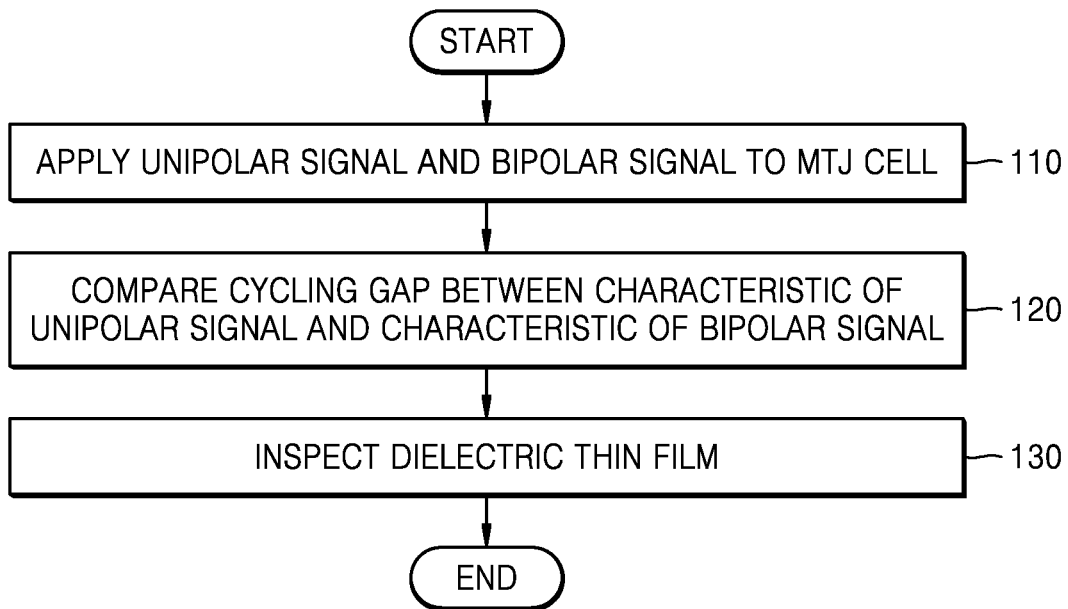 START
APPLY UNIPOLAR SIGNAL AND BIPOLAR SIGNAL TO MTJ CELL
110
COMPARE CYCLING GAP BETWEEN CHARACTERISTIC OF
UNIPOLAR SIGNAL AND CHARACTERISTIC OF BIPOLAR SIGNAL
120
INSPECT DIELECTRIC THIN FILM
130
END